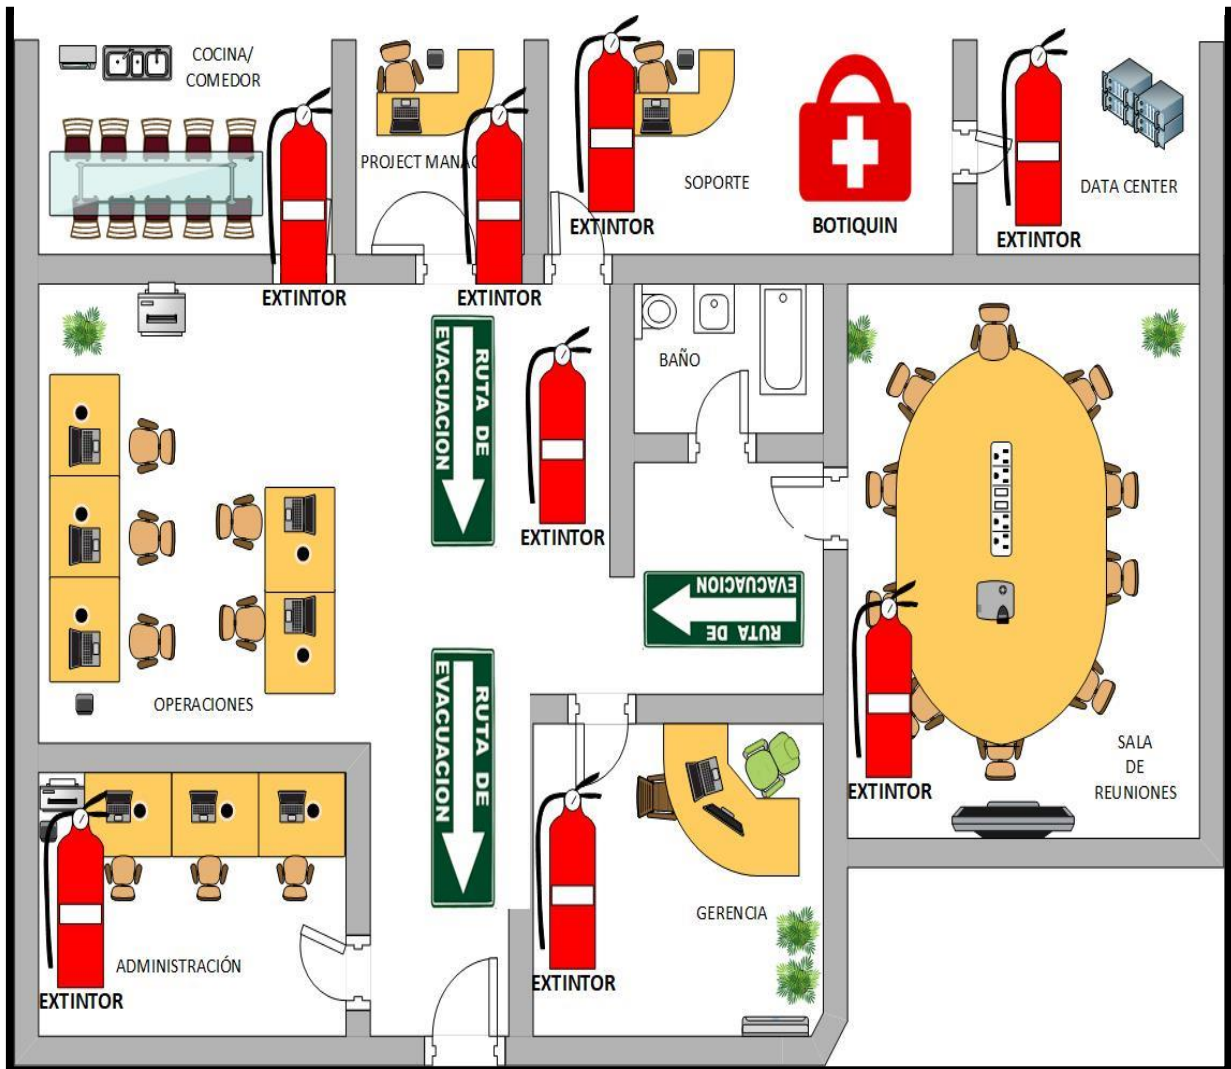 COCINA/
COMEDOR
PROJECT MANAG
SOPORTE
BOTIQUIN
DATA CENTER
EXTINTOR
EXTINTOR
EXTINTOR
EXTINTOR
RUTA DE
EVACUACION
BAÑO
EXTINTOR
RUTA DE
EVACUACION
OPERACIONES
RUTA DE
EVACUACION
SALA
DE
REUNIONES
EXTINTOR
GERENCIA
EXTINTOR
ADMINISTRACIÓN
EXTINTOR